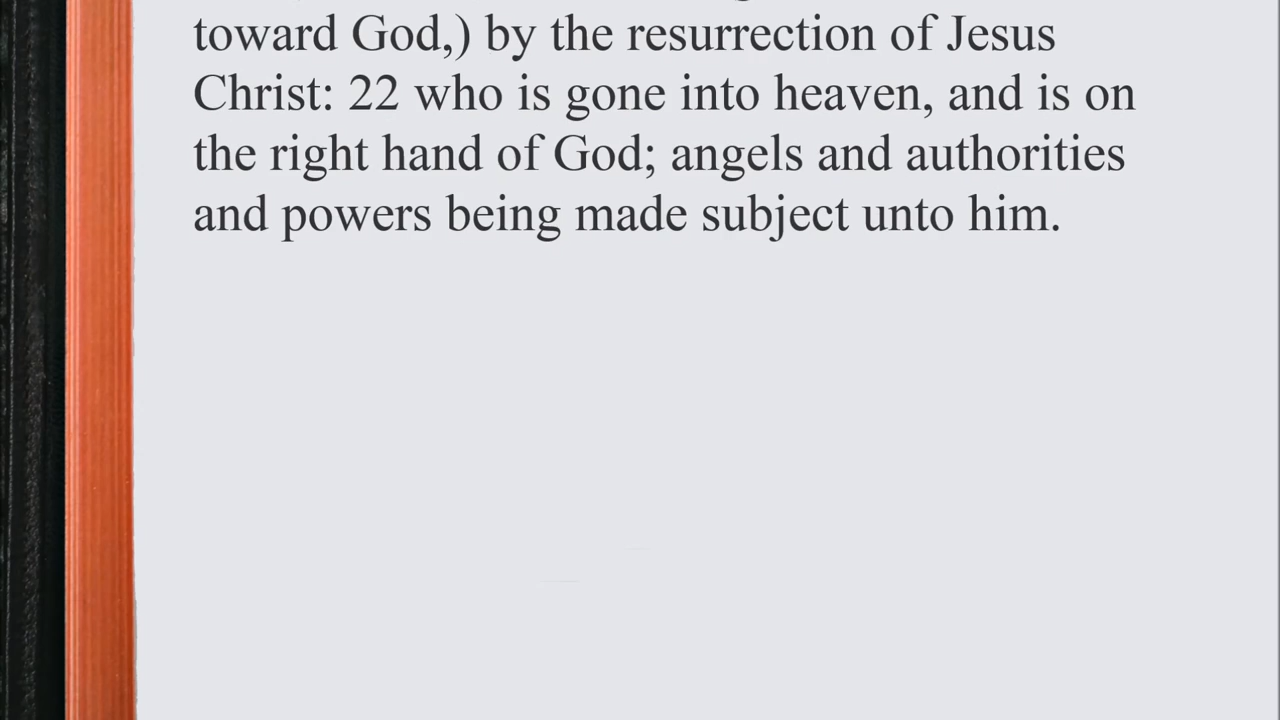 toward God,) by the resurrection of Jesus
Christ: 22 who is gone into heaven, and is on
the right hand of God; angels and authorities
and powers being made subject unto him.